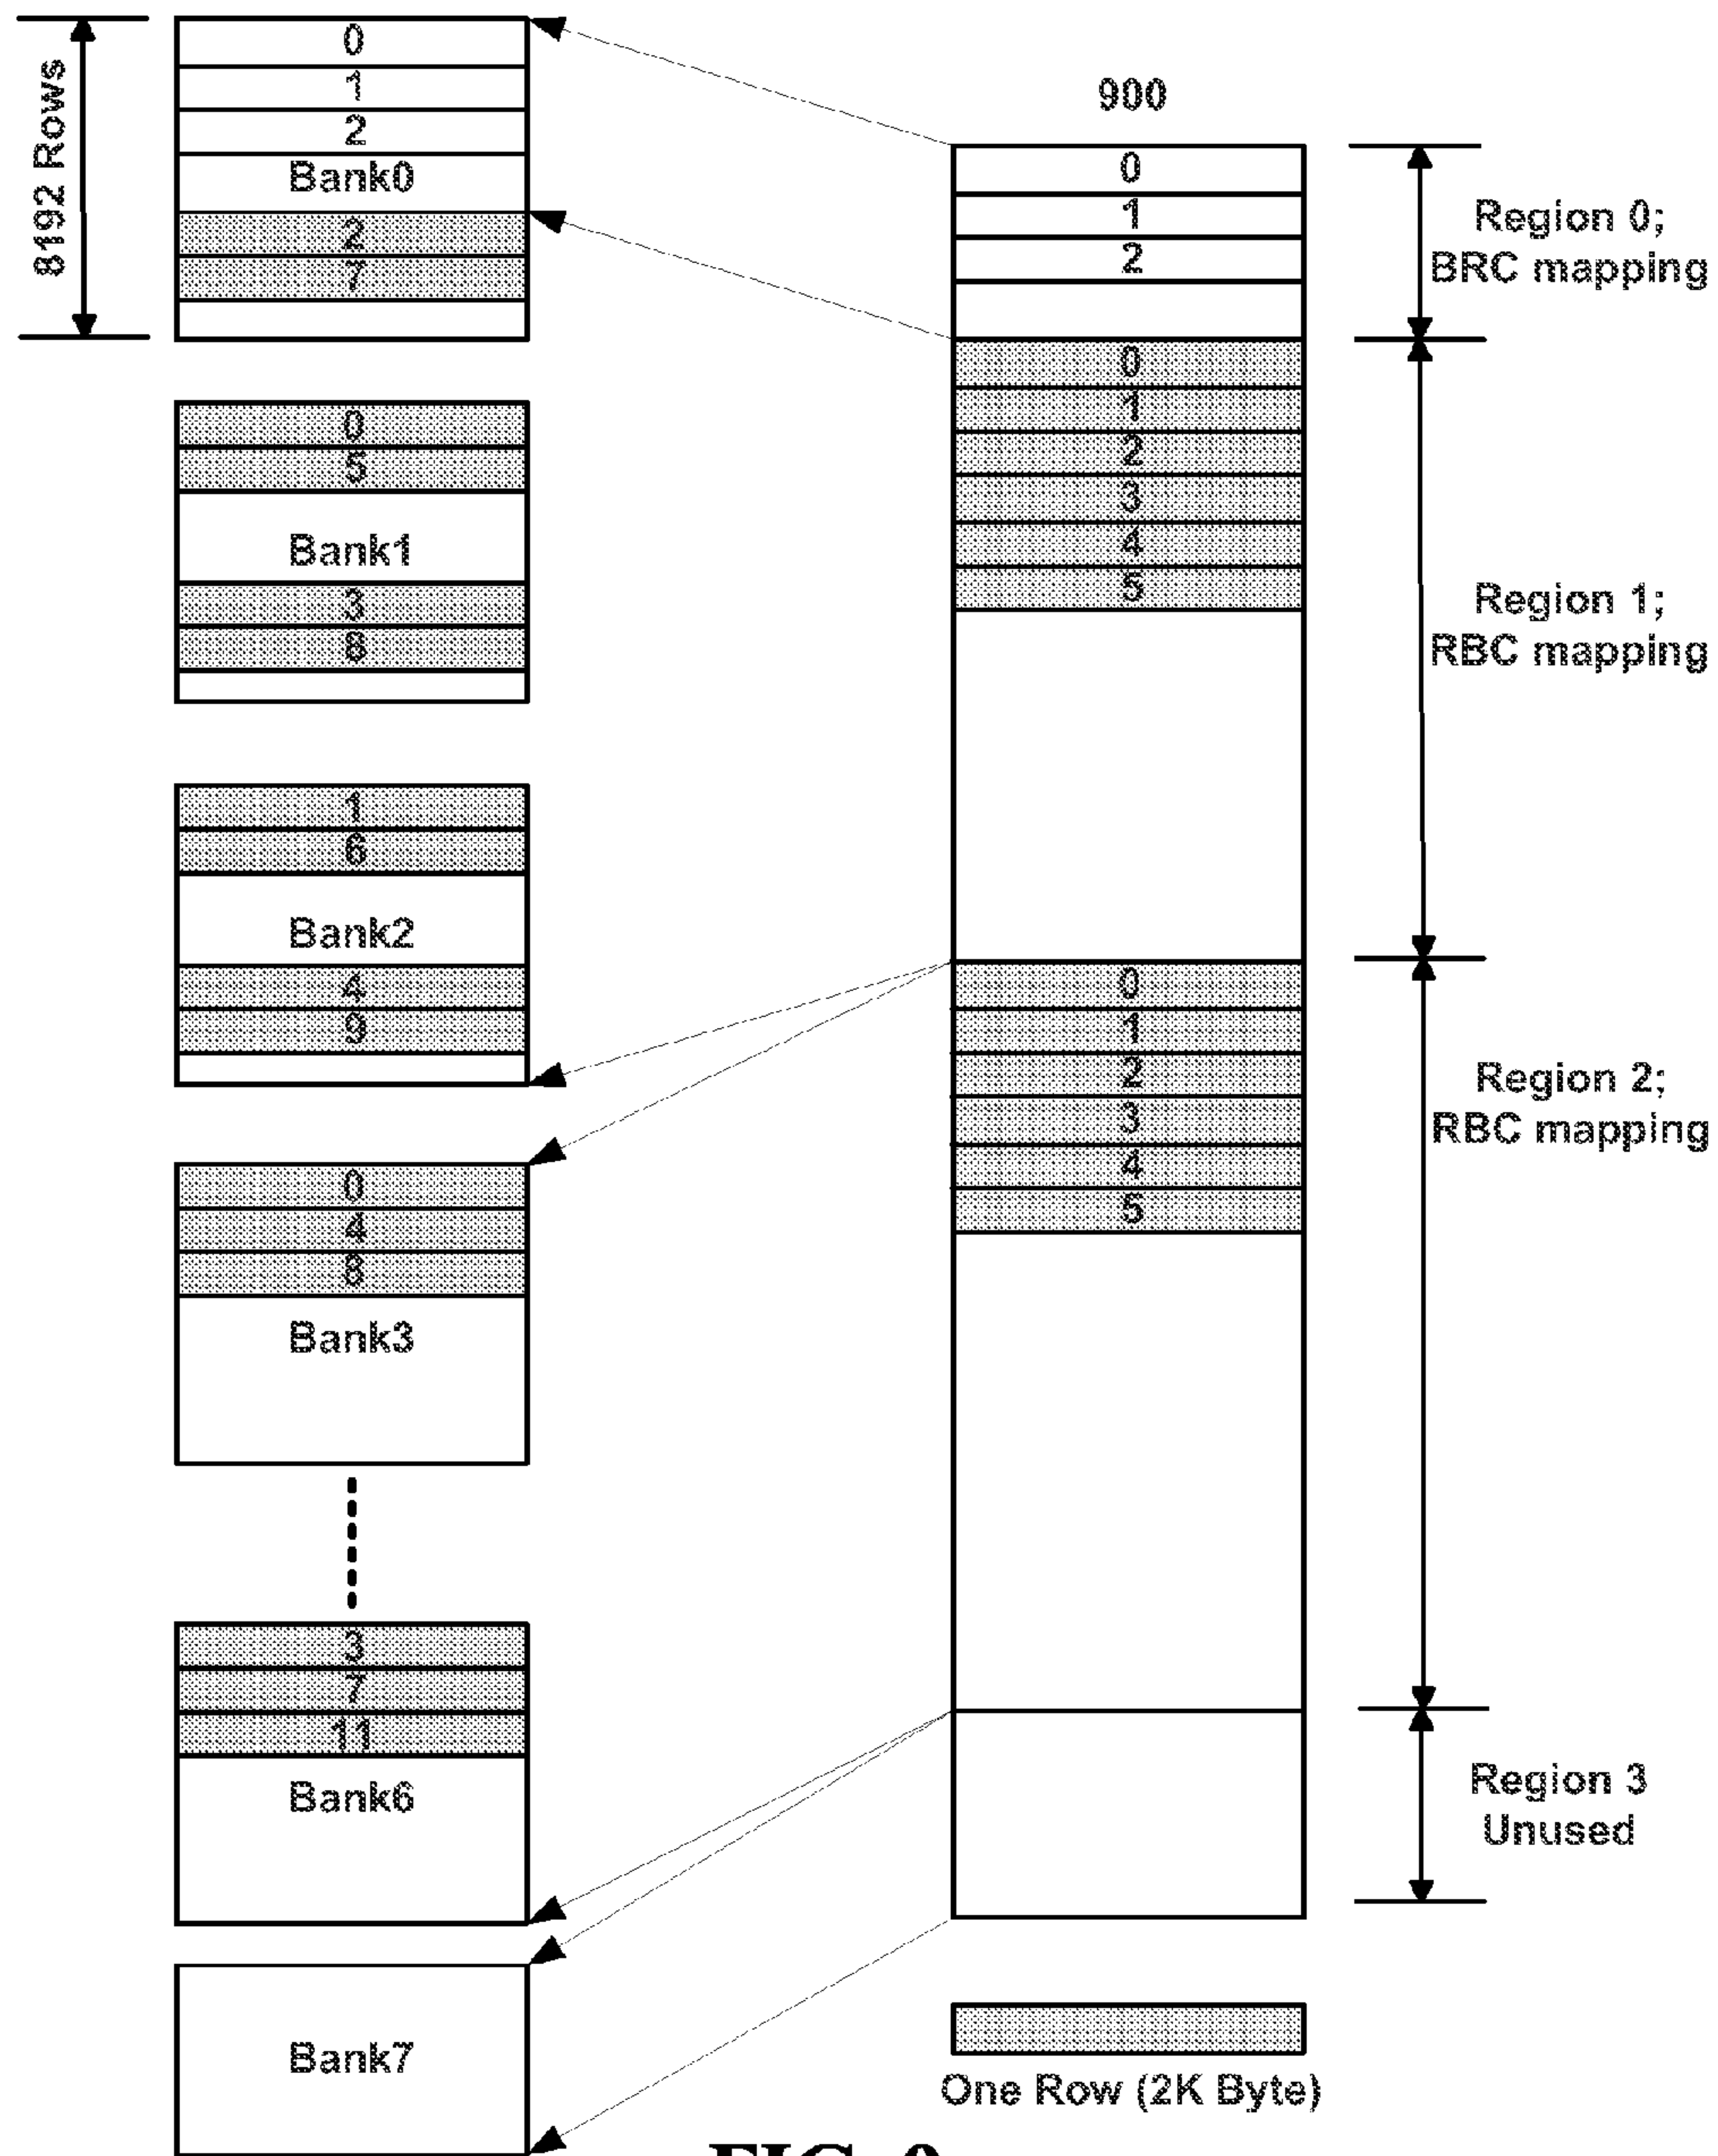 8192 Rows
0
1
2
Bank0
2
7
0
5
Bank1
3
8
1
6
Bank2
4
9
0
4
8
Bank3
3
7
11
Bank6
Bank7
900
0
1
2
0
1
2
3
4
5
0
1
2
3
4
5
Region 0;
BRC mapping
Region 1;
RBC mapping
Region 2;
RBC mapping
Region 3
Unused
One Row (2K Byte)